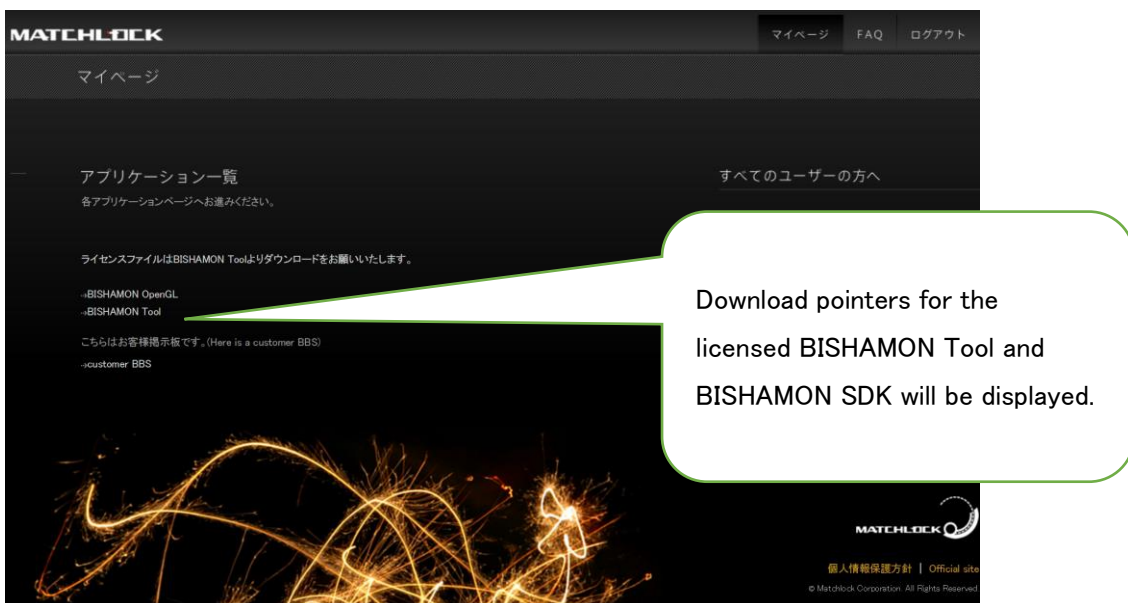 MATCHLOCK
マイページ FAQ ログアウト
マイページ
アプリケーション一覧
各アプリケーションページへお進みください。
すべてのユーザーの方へ
ライセンスファイルはBISHAMON Toolよりダウンロードをお願いいたします。
→BISHAMON OpenGL
→BISHAMON Tool
こちらはお客様掲示板です。(Here is a customer BBS)
→customer BBS
Download pointers for the
licensed BISHAMON Tool and
BISHAMON SDK will be displayed.
MATCHLOCK
個人情報保護方針 | Official site
© Matchlock Corporation. All Rights Reserved.